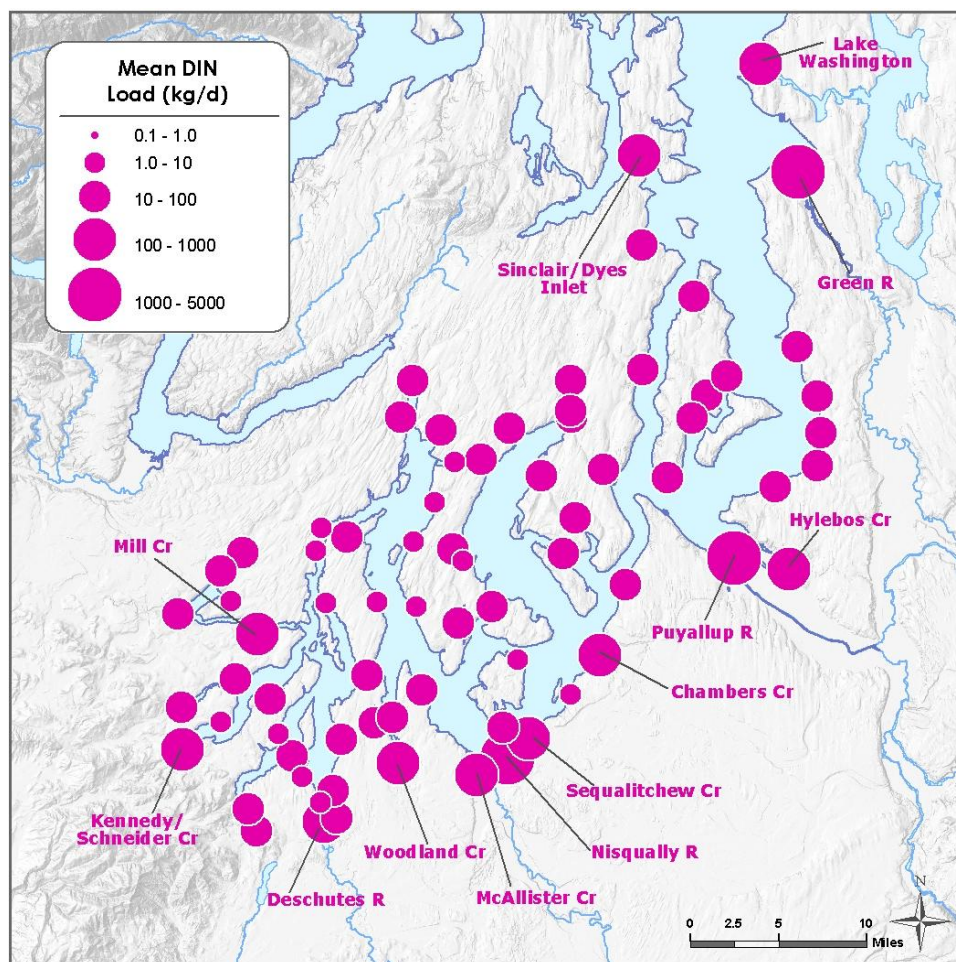 Mean DIN
Load (kg/d)
0.1 - 1.0
1.0 - 10
10 - 100
100 - 1000
1000 - 5000
Lake
Washington
Sinclair/Dyes
Inlet
Green R
Hylebos Cr
Mill Cr
Puyallup R
Chambers Cr
Sequalitchew Cr
Kennedy/
Schneider Cr
Woodland Cr
Nisqually R
Deschutes R
McAllister Cr
N
0 2.5 5 10
Miles